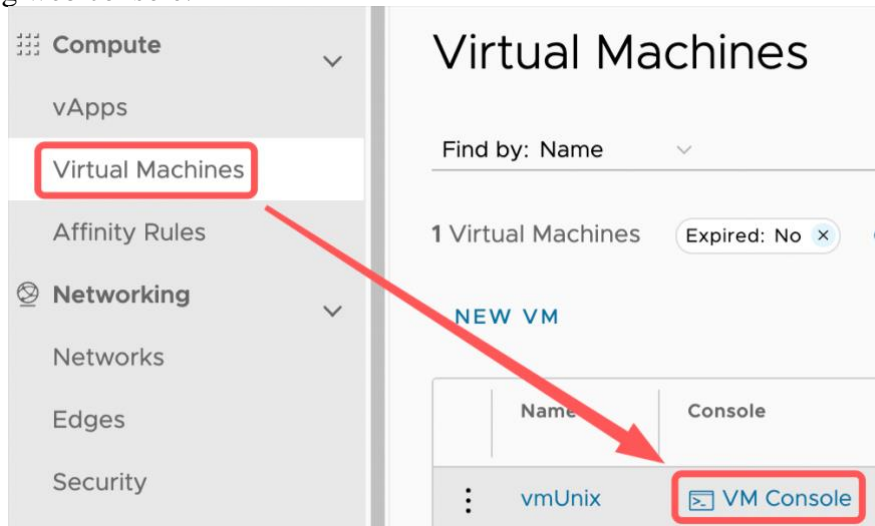 Compute
vApps
Virtual Machines
Affinity Rules
Networking
Networks
Edges
Security
Virtual Machines
Find by: Name
1 Virtual Machines Expired: No ×
NEW VM
Name Console
vmUnix VM Console